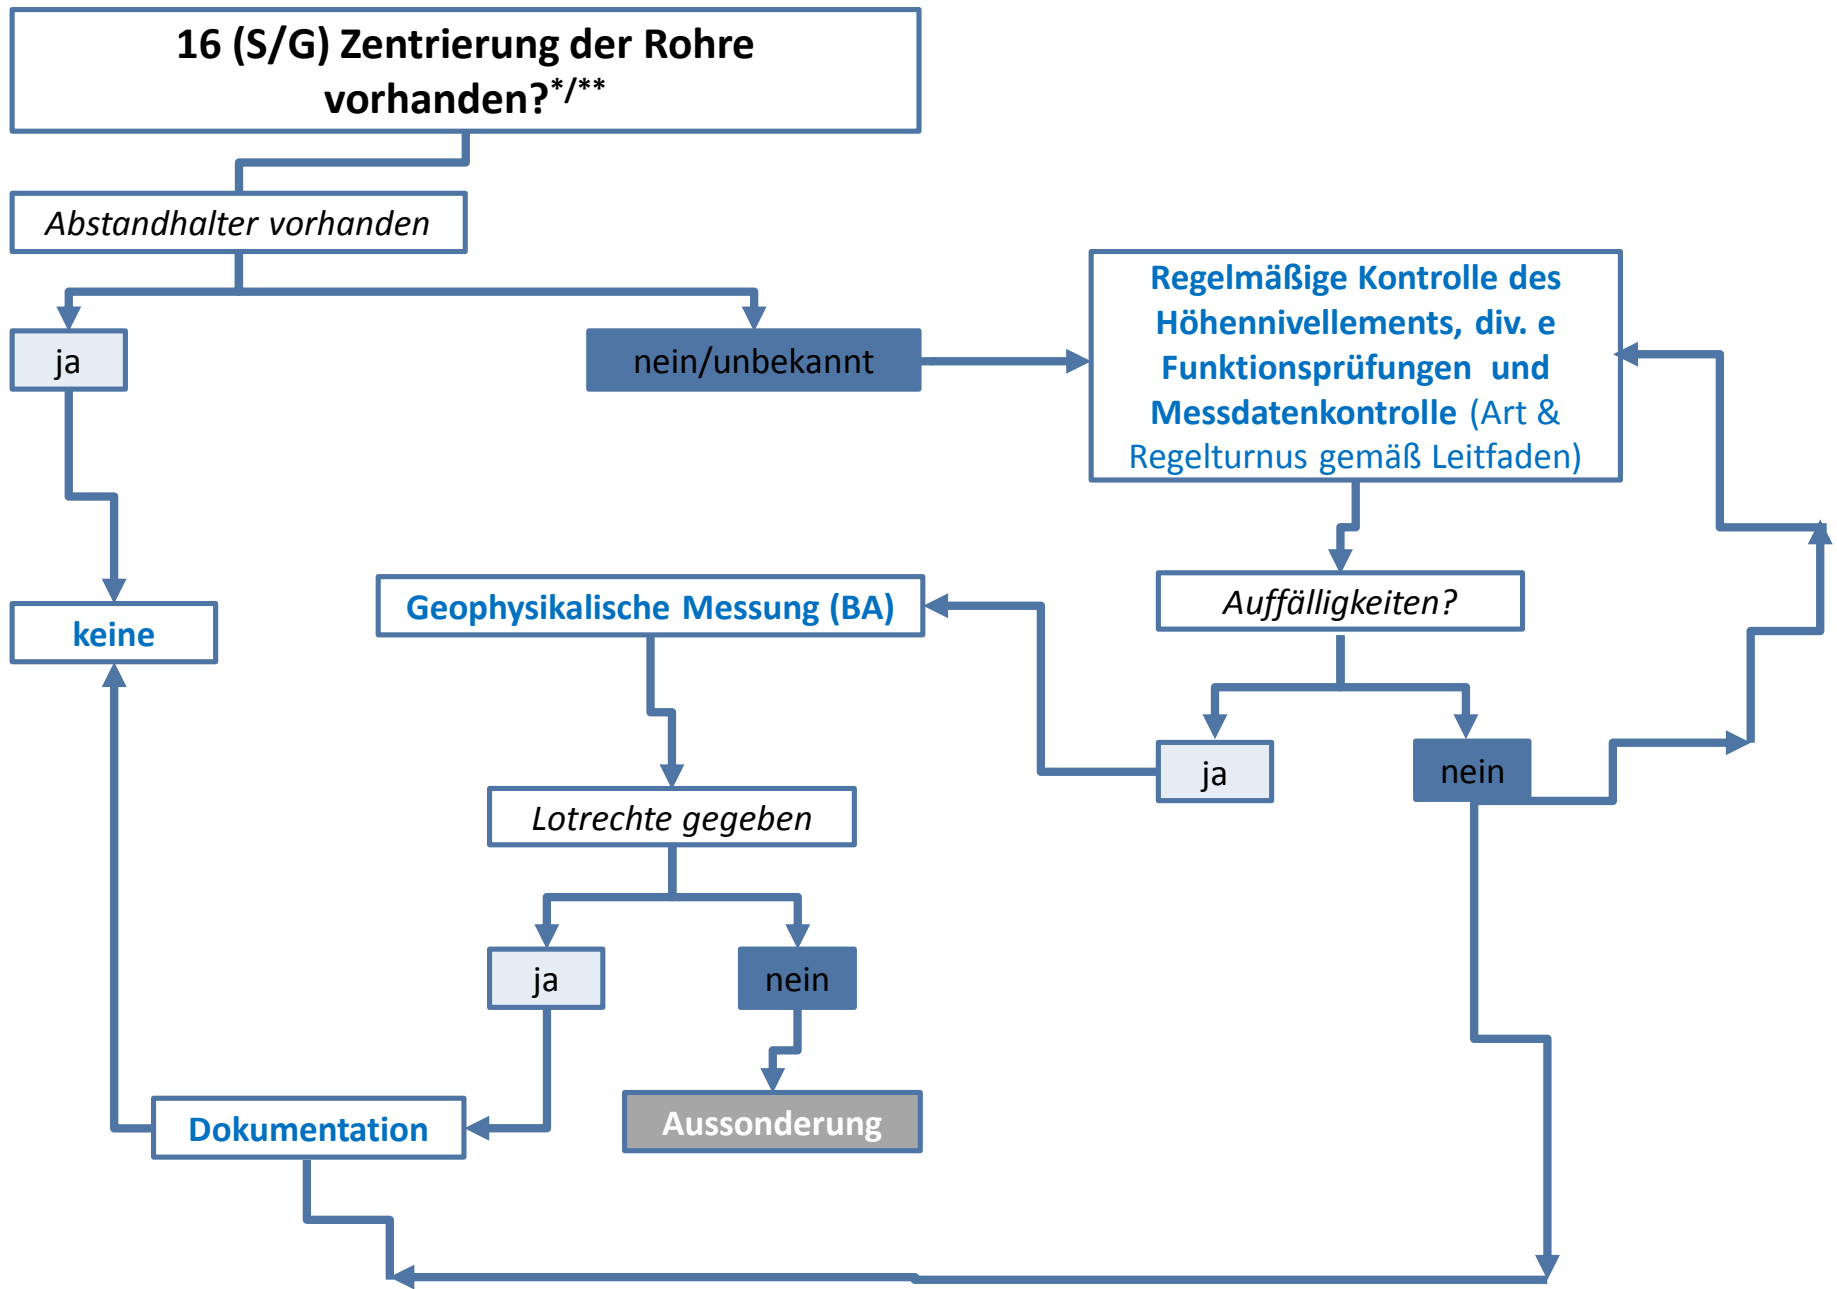 16 (S/G) Zentrierung der Rohre
vorhanden?*/**
Abstandhalter vorhanden
ja
nein/unbekannt
Regelmäßige Kontrolle des
Höhennivellements, div. e
Funktionsprüfungen und
Messdatenkontrolle (Art &
Regelturnus gemäß Leitfaden)
keine
Geophysikalische Messung (BA)
Auffälligkeiten?
ja
nein
Lotrechte gegeben
ja
nein
Dokumentation
Aussonderung